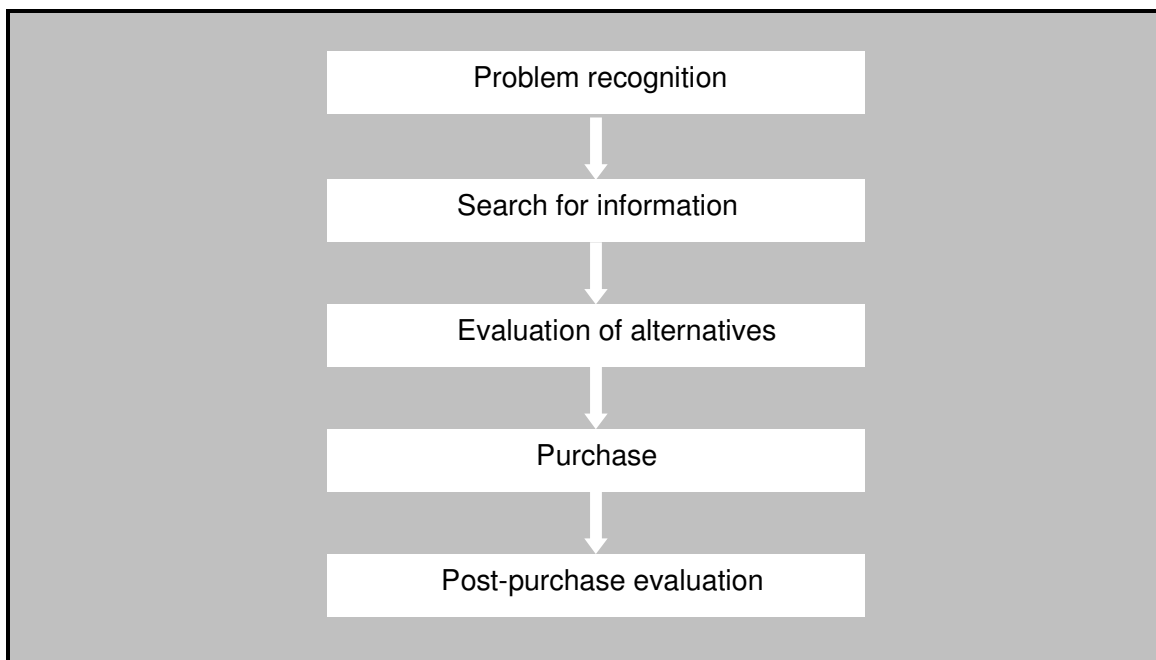 Problem recognition
Search for information
Evaluation of alternatives
Purchase
Post-purchase evaluation